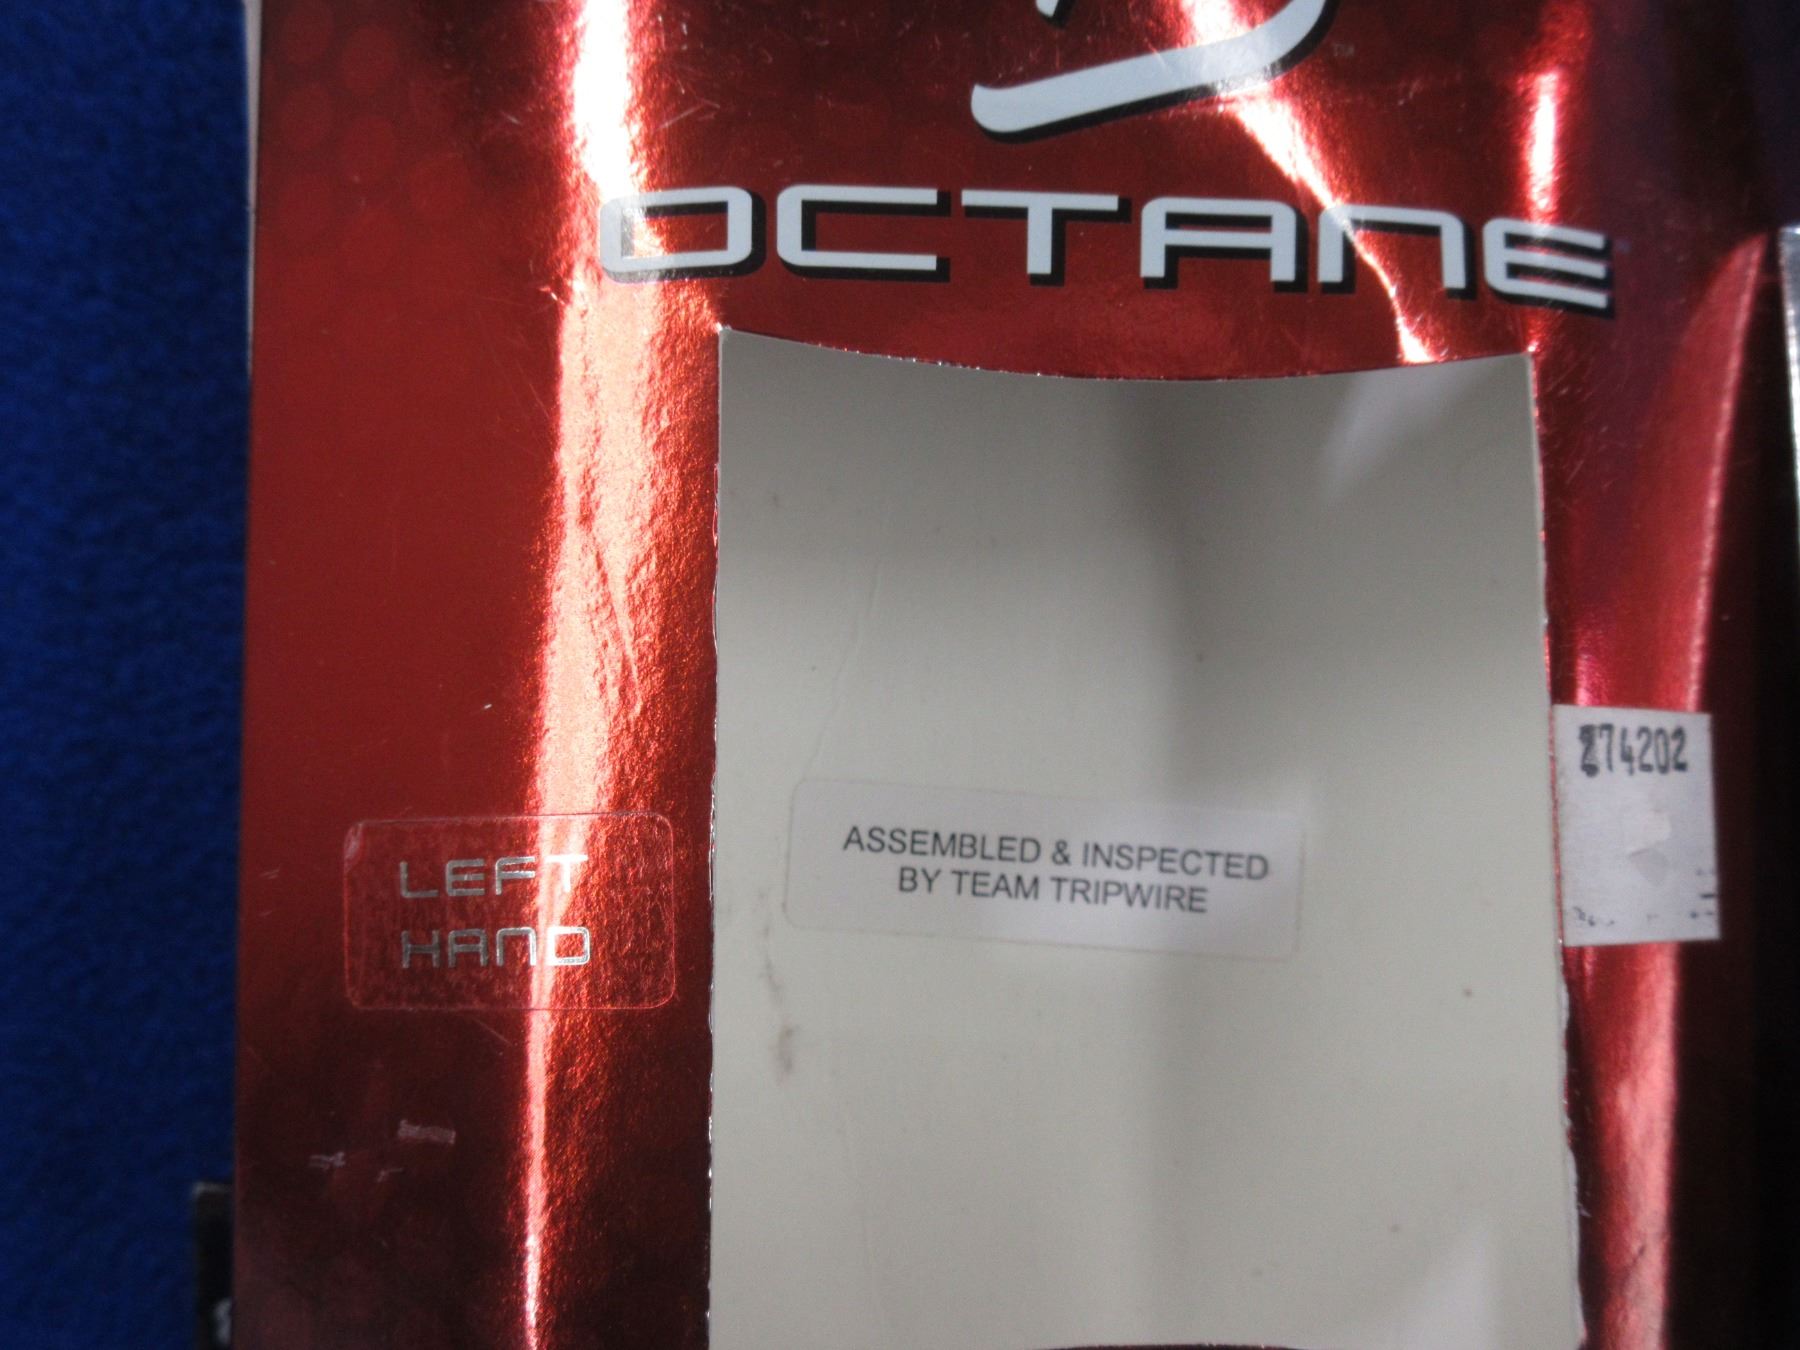 OCTANE
274202
ASSEMBLED & INSPECTED
BY TEAM TRIPWIRE
LEFT
HAND